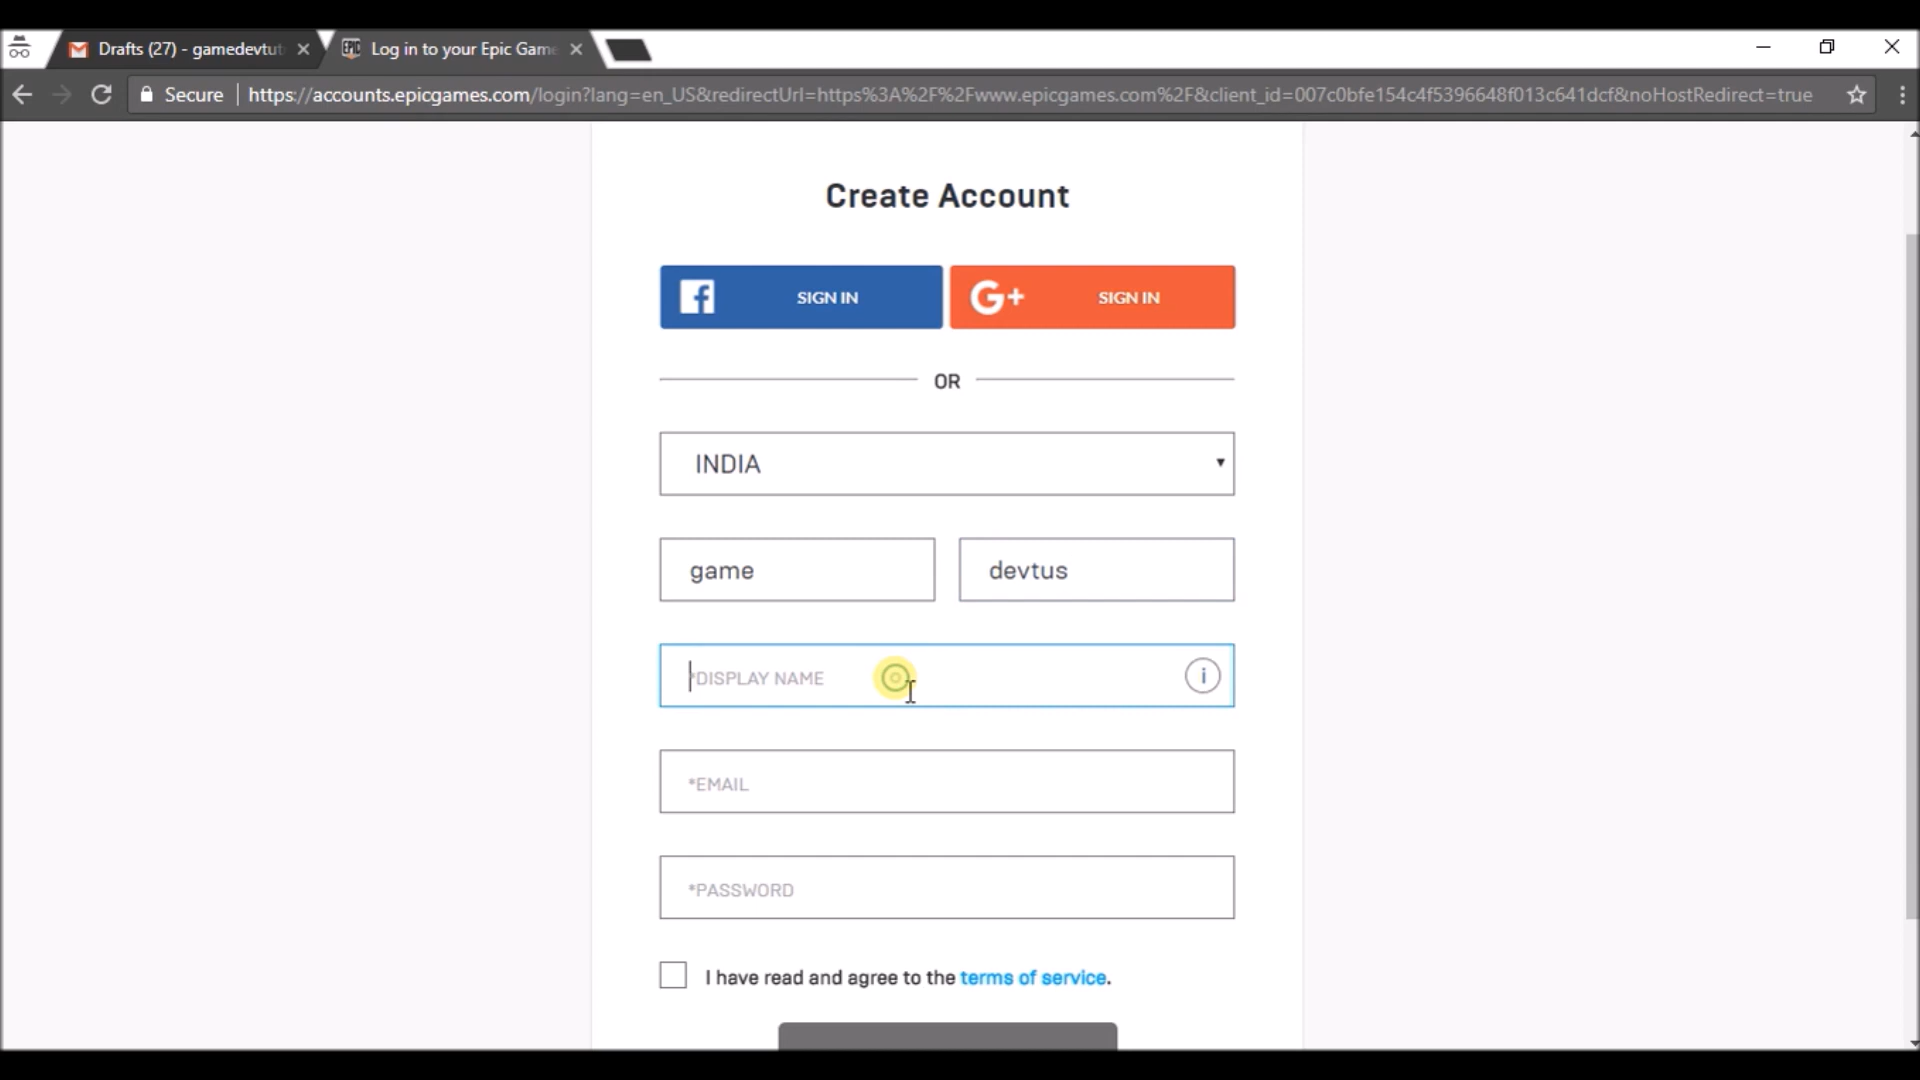 Drafts (27) - gamedevtut
EPIC Log in to your Epic Game
Secure https://accounts.epicgames.com/login?lang=en_US&redirectUrl=https%3A%2F%2Fwww.epicgames.com%2F&client_id=007c0bfe154c4f5396648f013c641dcf&noHostRedirect=true
Create Account
f SIGN IN G+ SIGN IN
OR
INDIA
game devtus
*DISPLAY NAME i
*EMAIL
*PASSWORD
I have read and agree to the terms of service.